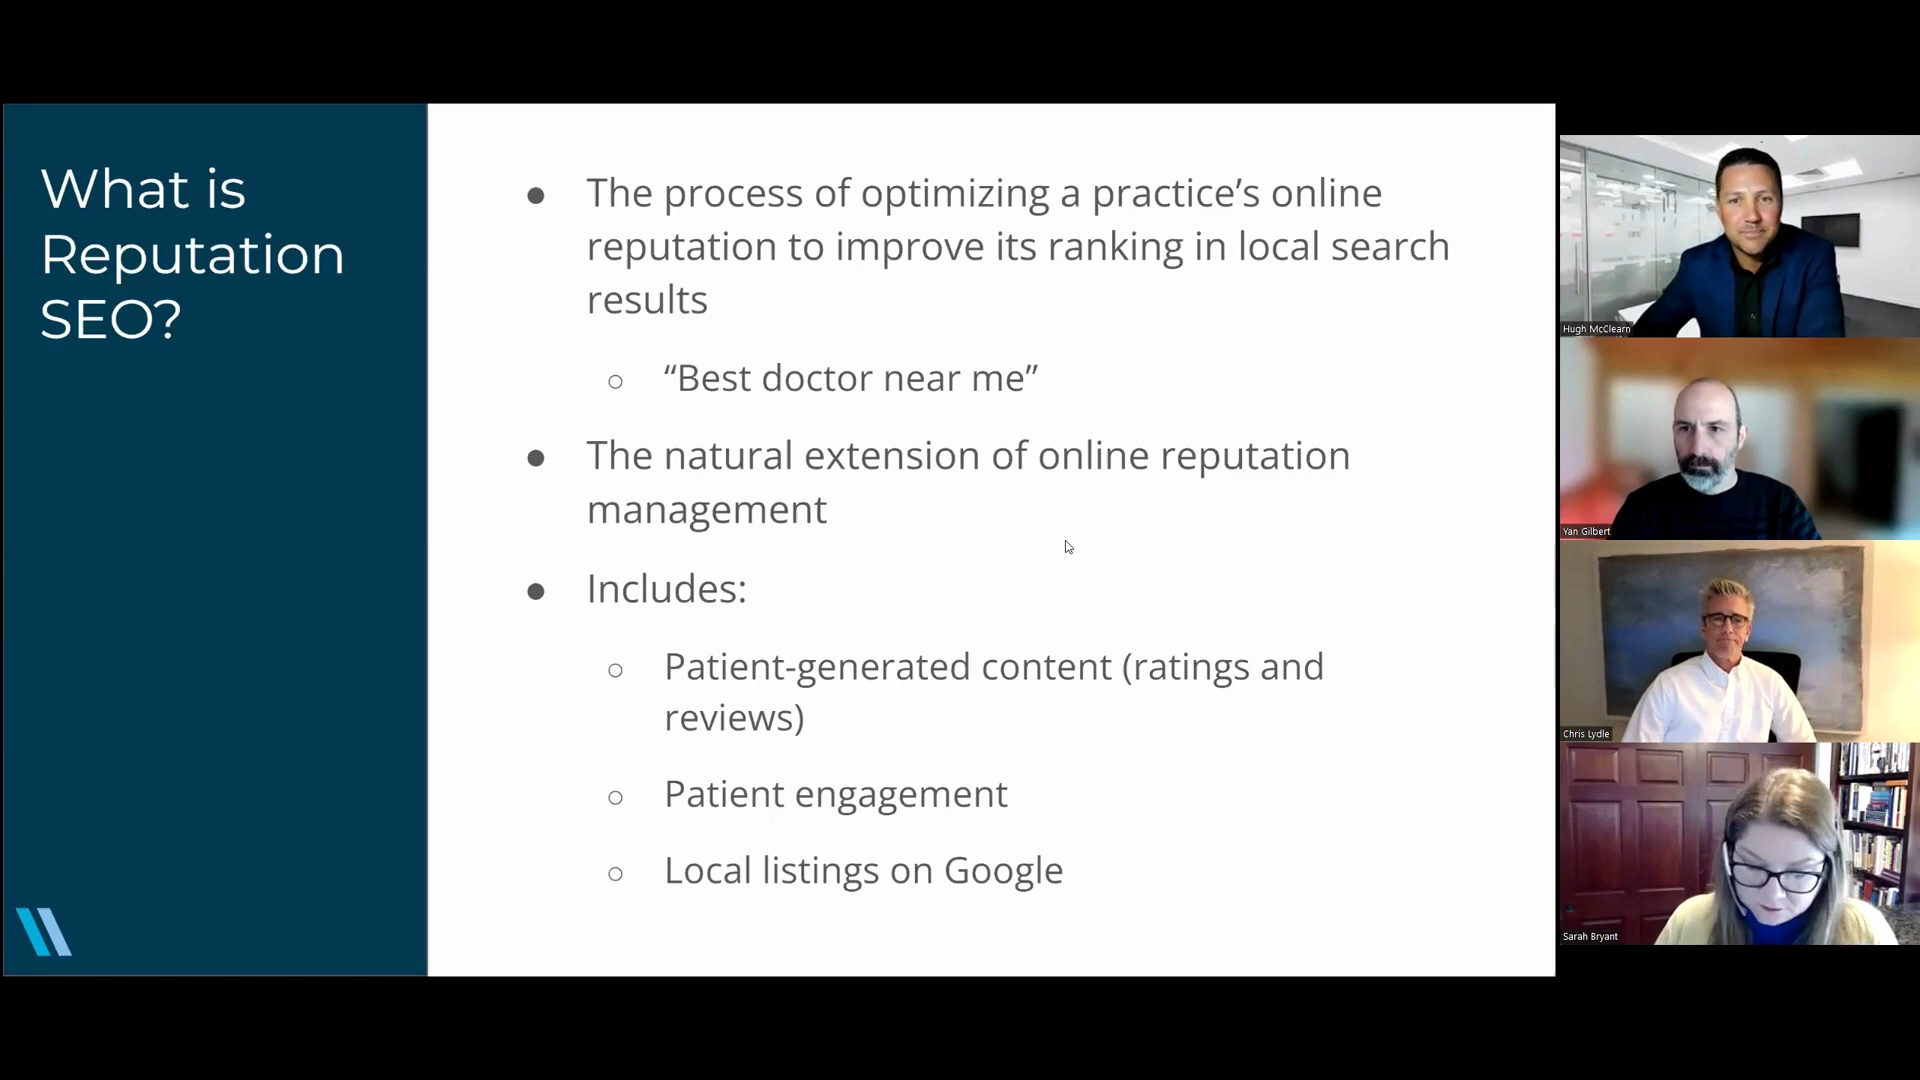 What is
Reputation
SEO?
● The process of optimizing a practice’s online
reputation to improve its ranking in local search
results
○ “Best doctor near me”
● The natural extension of online reputation
management
● Includes:
○ Patient-generated content (ratings and
reviews)
○ Patient engagement
○ Local listings on Google
Hugh McClearn
Yan Gilbert
Chris Lydle
Sarah Bryant